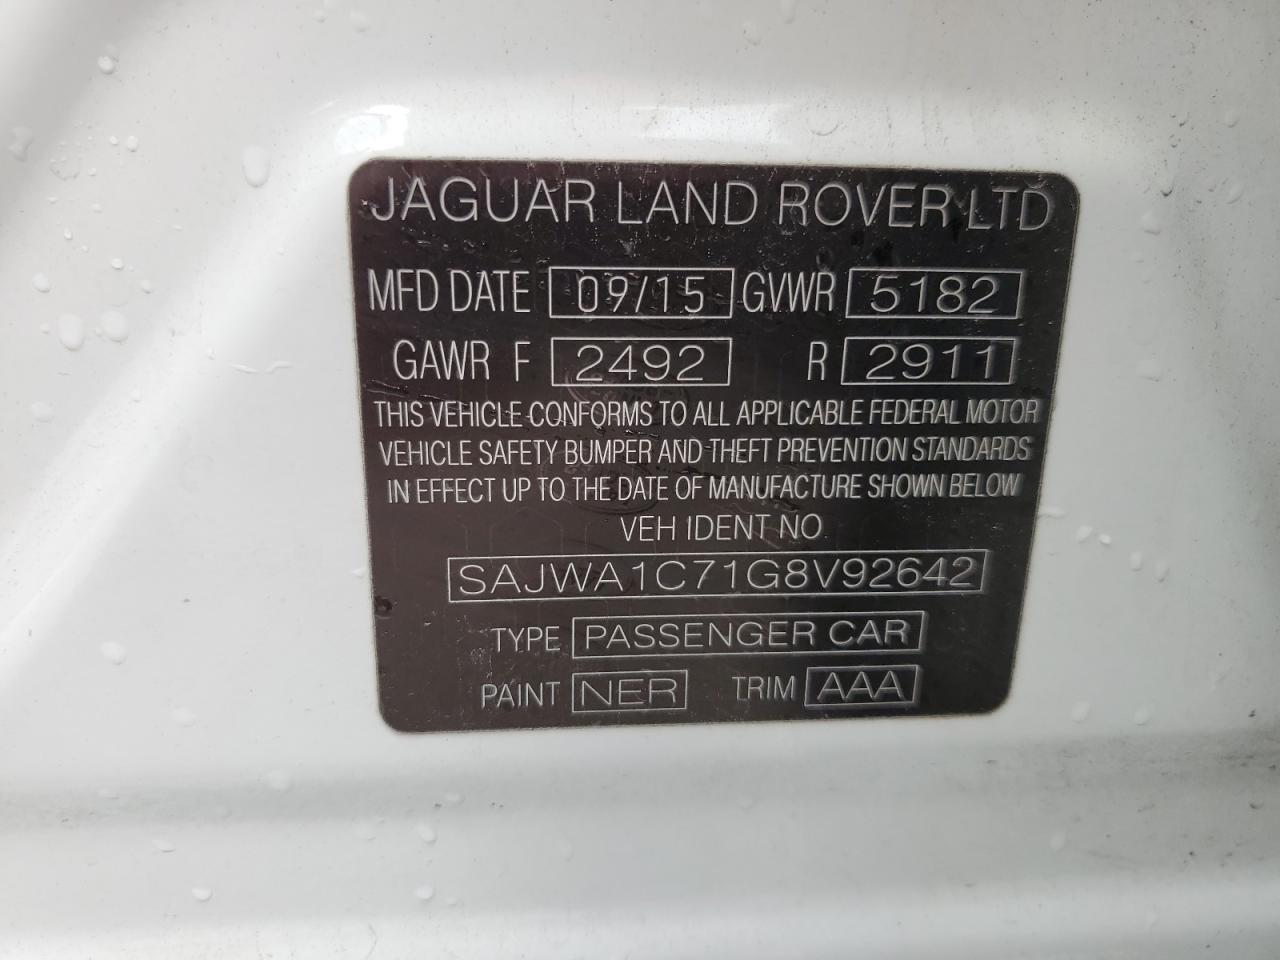 JAGUAR LAND ROVER LTD
MFD DATE 09/15 GVWR 5182
GAWR F 2492 R 2911
THIS VEHICLE CONFORMS TO ALL APPLICABLE FEDERAL MOTOR
VEHICLE SAFETY BUMPER AND THEFT PREVENTION STANDARDS
IN EFFECT UP TO THE DATE OF MANUFACTURE SHOWN BELOW
VEH IDENT NO
SAJWA1C71G8V92642
TYPE PASSENGER CAR
PAINT NER TRIM AAA